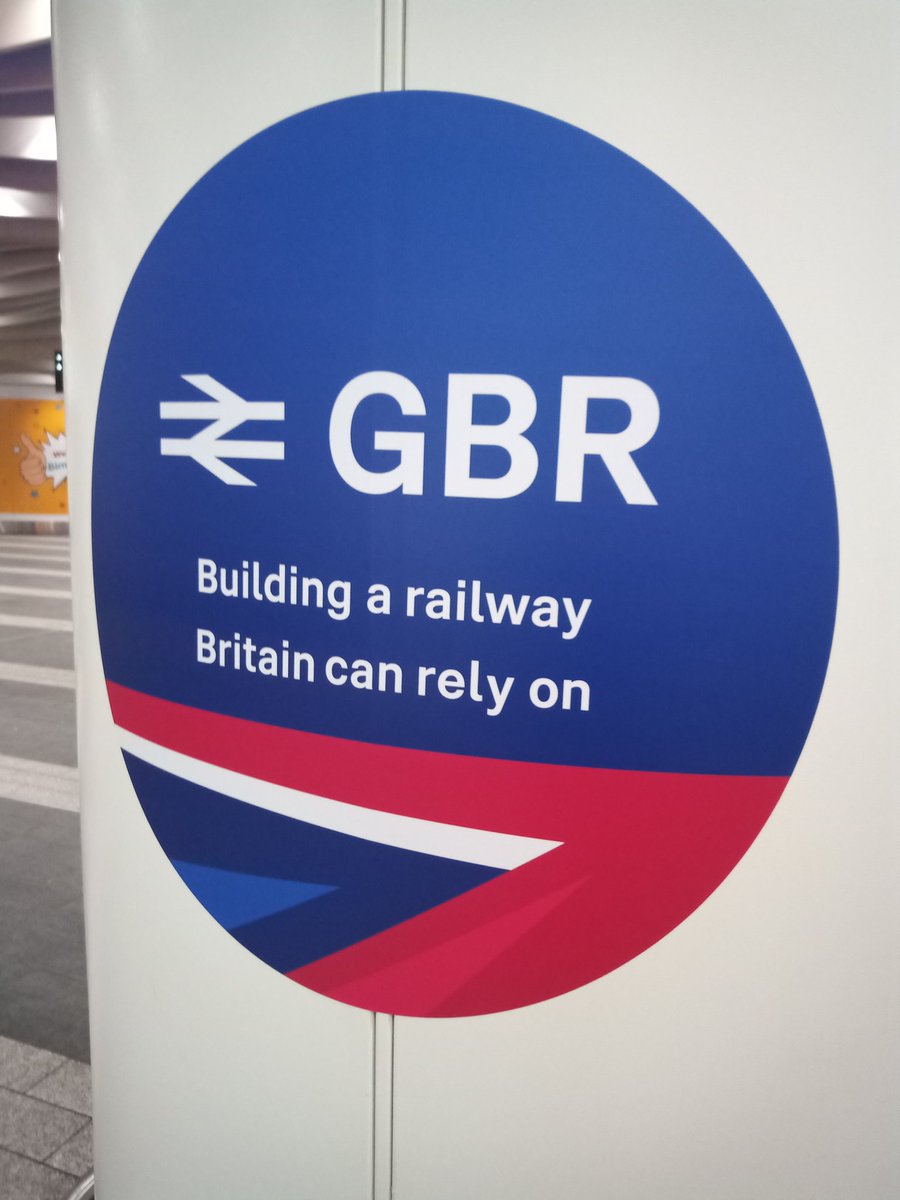 GBR
Building a railway
Britain can rely on